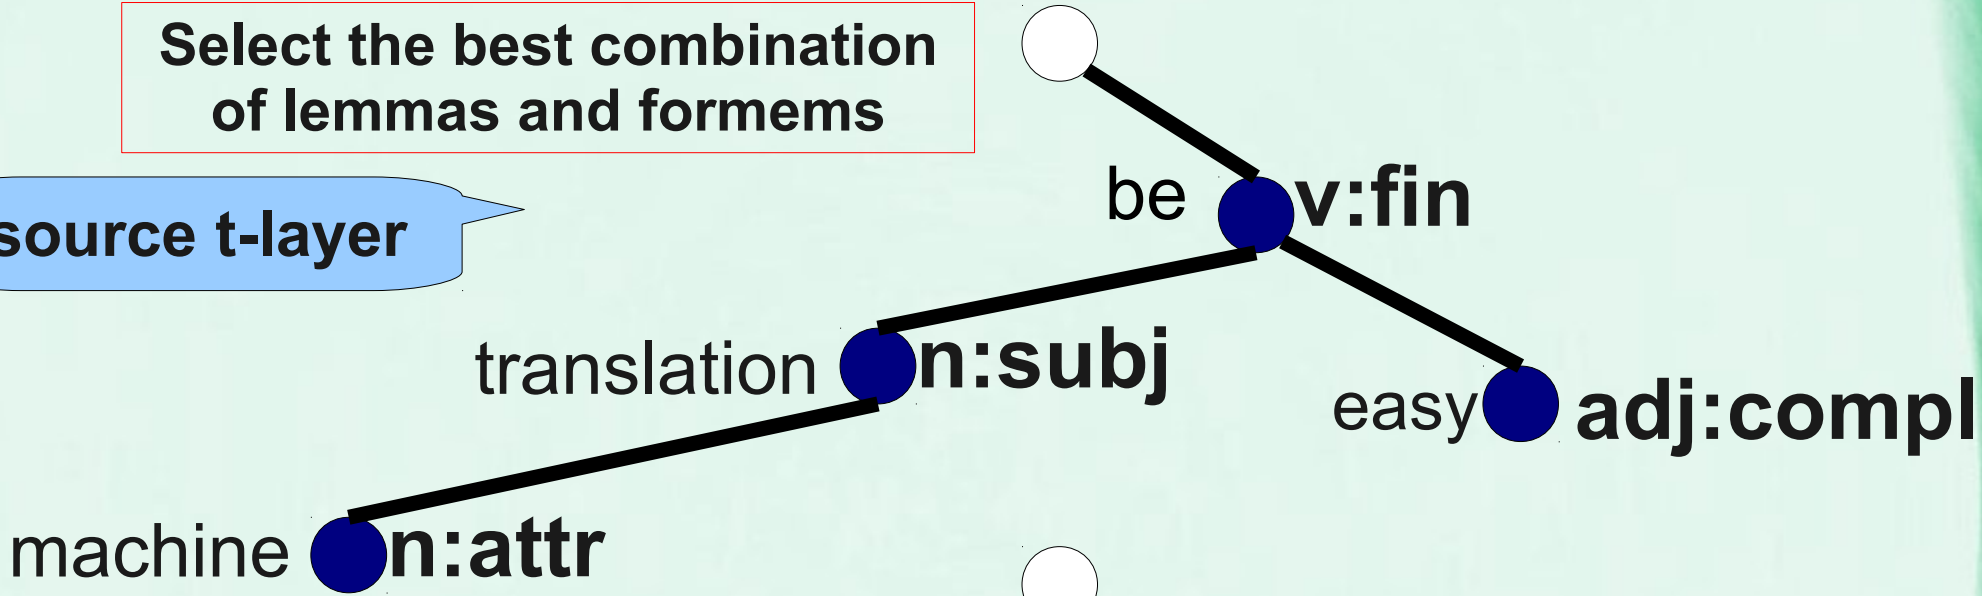 Select the best combination
of lemmas and formems
be v:fin
source t-layer
translation n:subj
easy adj:compl
machine n:attr